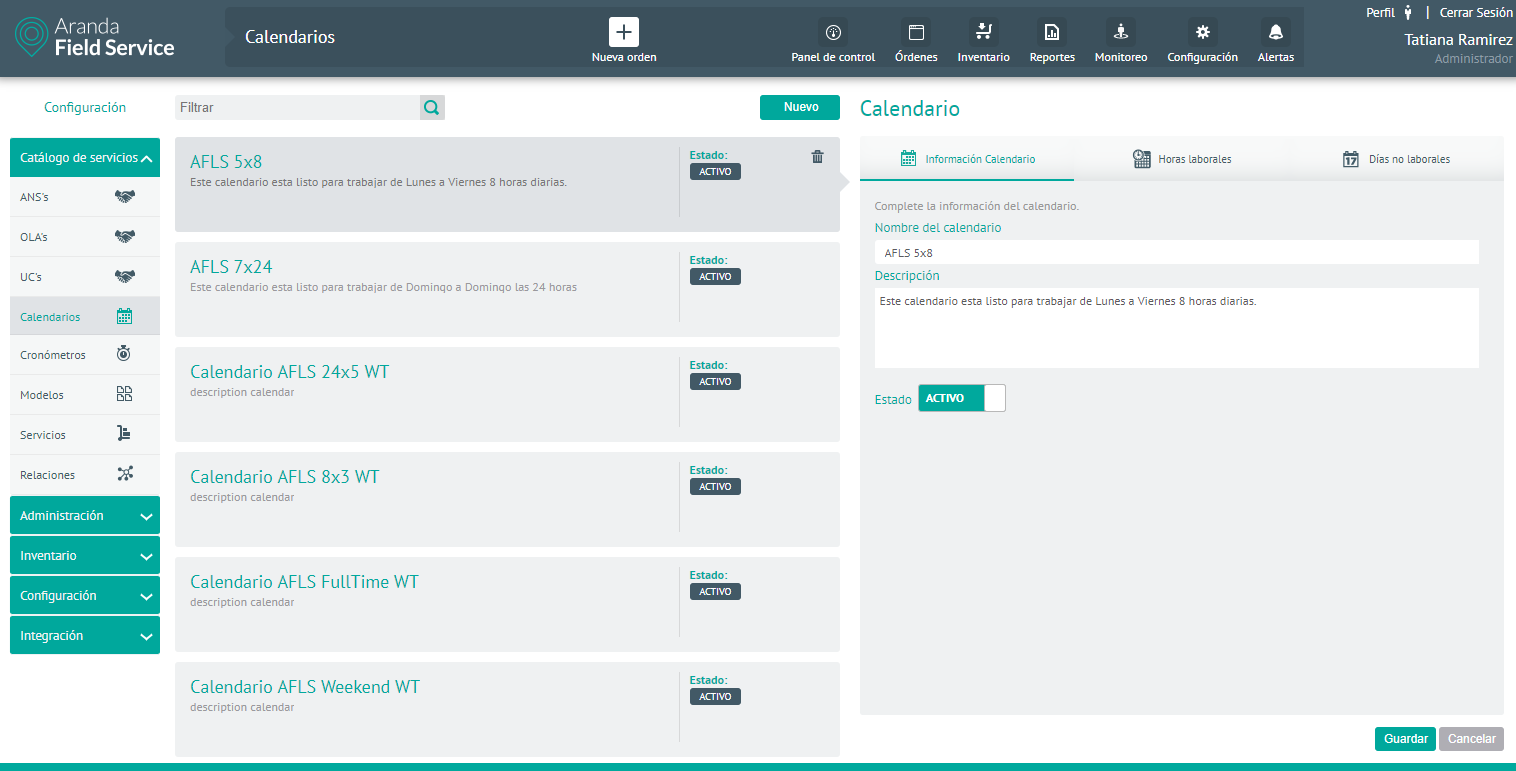 Aranda
Field Service
Calendarios
Nueva orden
Panel de control
Órdenes
Inventario
Reportes
Monitoreo
Configuración
Alertas
Perfil | Cerrar Sesión
Tatiana Ramirez
Administrador
Configuración
Catálogo de servicios
ANS's
OLA's
UC's
Calendarios
Cronómetros
Modelos
Servicios
Relaciones
Administración
Inventario
Configuración
Integración
Filtrar
Nuevo
AFLS 5x8
Este calendario esta listo para trabajar de Lunes a Viernes 8 horas diarias.
Estado:
ACTIVO
AFLS 7x24
Este calendario esta listo para trabajar de Domingo a Domingo las 24 horas
Estado:
ACTIVO
Calendario AFLS 24x5 WT
description calendar
Estado:
ACTIVO
Calendario AFLS 8x3 WT
description calendar
Estado:
ACTIVO
Calendario AFLS FullTime WT
description calendar
Estado:
ACTIVO
Calendario AFLS Weekend WT
description calendar
Estado:
ACTIVO
Calendario
Información Calendario
Horas laborales
17
Días no laborales
Complete la información del calendario.
Nombre del calendario
AFLS 5x8
Descripción
Este calendario esta listo para trabajar de Lunes a Viernes 8 horas diarias.
Estado ACTIVO
Guardar
Cancelar